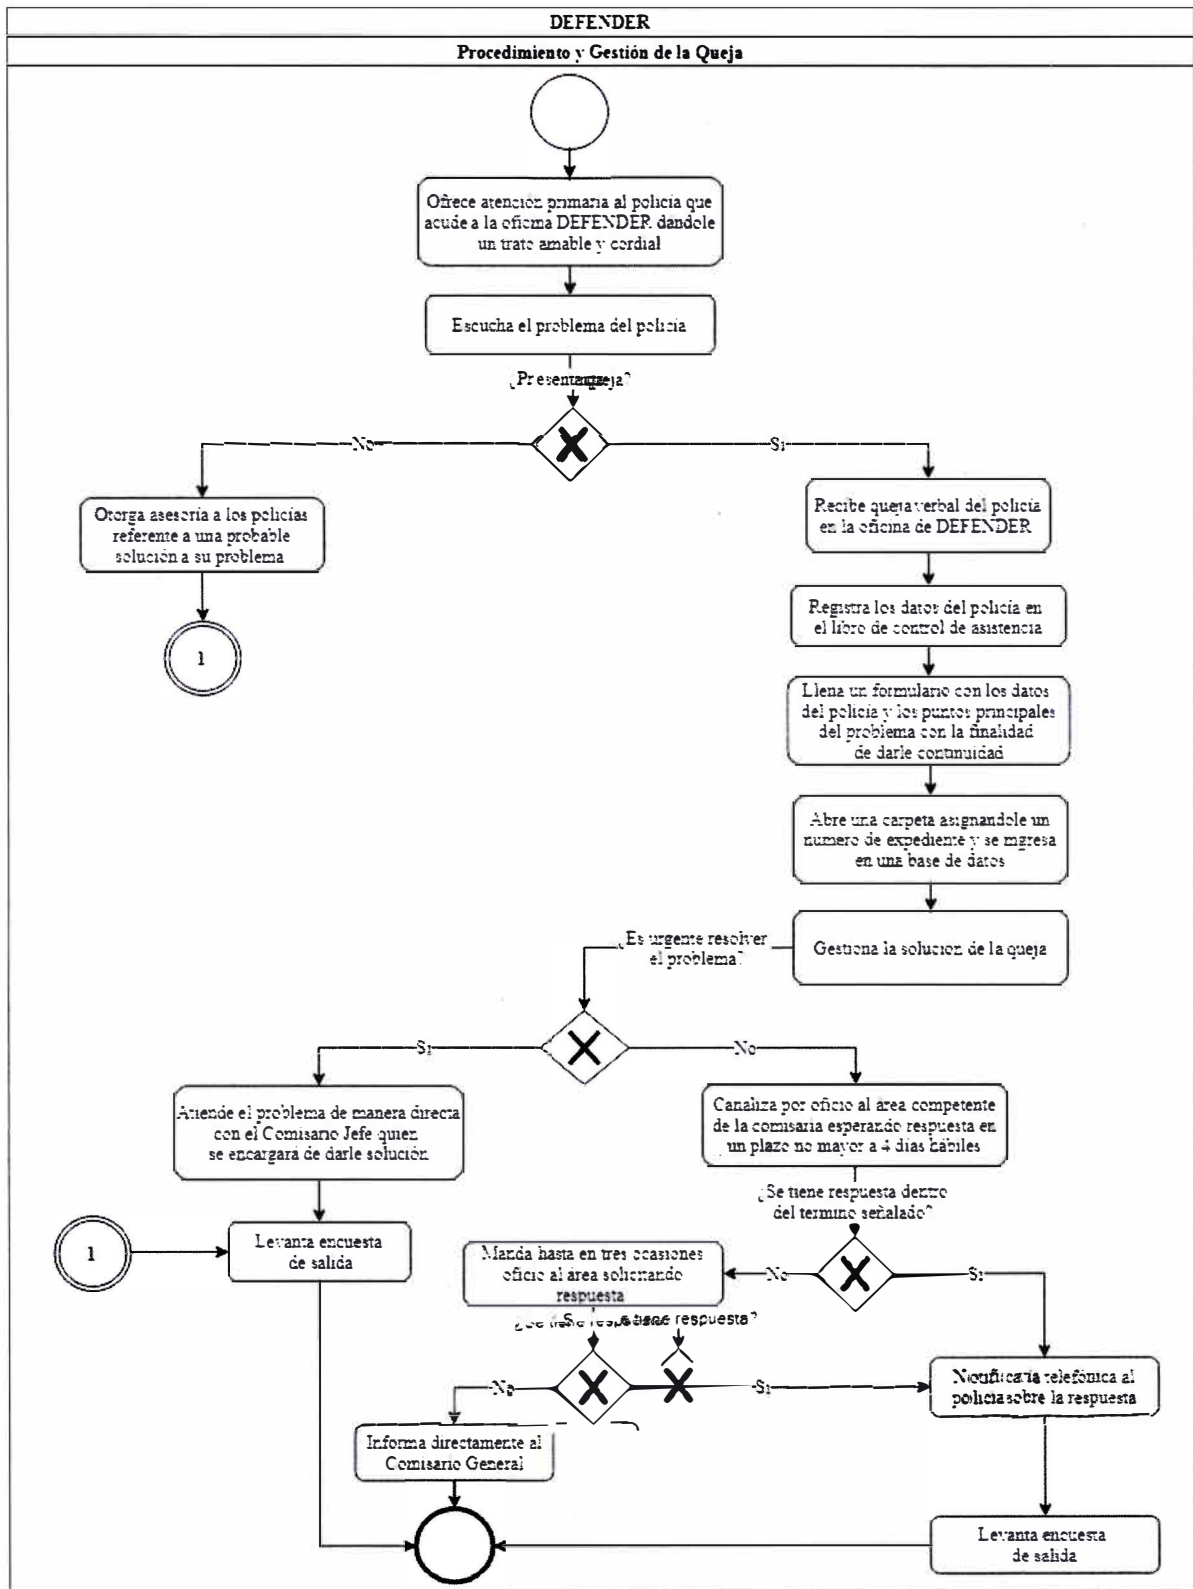 DEFENDER
Procedimiento y Gestión de la Queja
Ofrece atención primaria al policía que
acude a la oficina DEFENDER dandole
un trato amable y cordial
Escucha el problema del policía
¿Presenta queja?
No
Si
Otorga asesoría a los policías
referente a una probable
solución a su problema
1
Recibe queja verbal del policía
en la oficina de DEFENDER
Registra los datos del policía en
el libro de control de asistencia
Llena un formulario con los datos
del policía y los puntos principales
del problema con la finalidad
de darle continuidad
Abre una carpeta asignandole un
numero de expediente y se ingresa
en una base de datos
Gestiona la solucion de la queja
¿Es urgente resolver
el problema?
Si
No
Atiende el problema de manera directa
con el Comisario Jefe quien
se encargará de darle solución
Canaliza por oficio al área competente
de la comisaria esperando respuesta en
un plazo no mayor a 4 días hábiles
¿Se tiene respuesta dentro
del termino señalado?
1
Levanta encuesta
de salida
Manda hasta en tres ocasiones
oficio al área solicitando
respuesta
No
Si
¿Se tiene respuesta?
No
Si
Notifica vía telefónica al
policía sobre la respuesta
Informa directamente al
Comisario General
Levanta encuesta
de salida